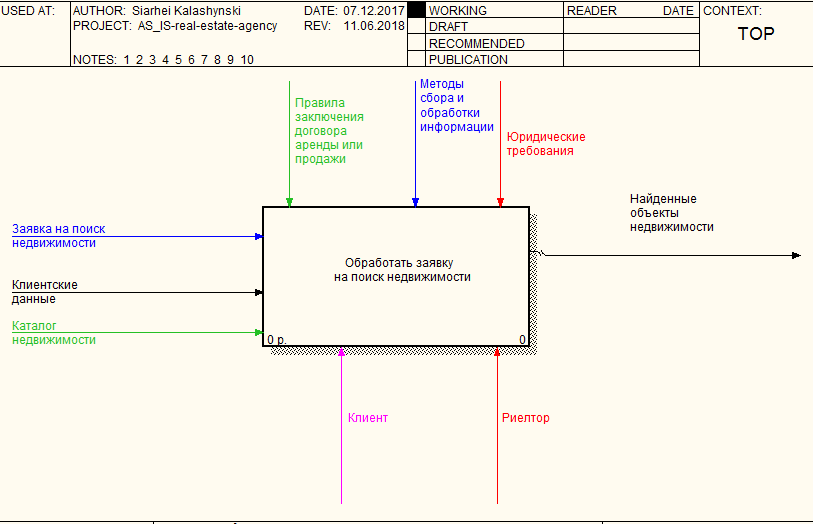 USED AT:
AUTHOR: Siarhei Kalashynski
DATE: 07.12.2017
PROJECT: AS_IS-real-estate-agency
REV: 11.06.2018
NOTES: 1 2 3 4 5 6 7 8 9 10
WORKING
DRAFT
RECOMMENDED
PUBLICATION
READER
DATE
CONTEXT:
TOP
Правила
заключения
договора
аренды или
продажи
Методы
сбора и
обработки
информации
Юридические
требования
Заявка на поиск
недвижимости
Клиентские
данные
Каталог
недвижимости
Обработать заявку
на поиск недвижимости
0 р.
0
Найденные
объекты
недвижимости
Клиент
Риелтор